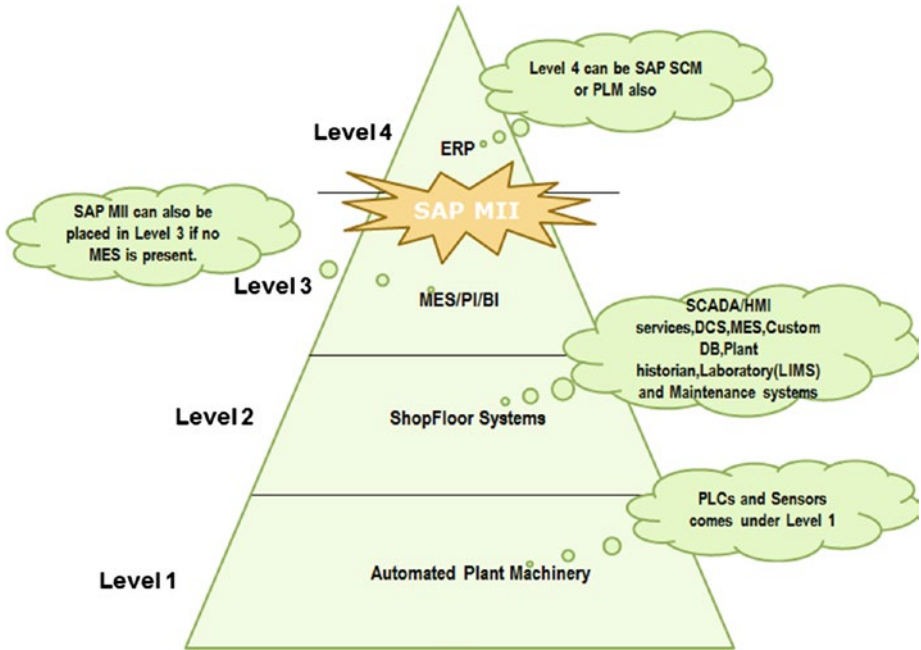 Level 4 can be SAP SCM
or PLM also
Level 4
ERP
SAP MII
SAP MII can also be
placed in Level 3 if no
MES is present.
Level 3
MES/PI/BI
SCADA/HMI
services,DCS,MES,Custom
DB,Plant
historian,Laboratory(LIMS)
and Maintenance systems
Level 2
ShopFloor Systems
PLCs and Sensors
comes under Level 1
Level 1
Automated Plant Machinery